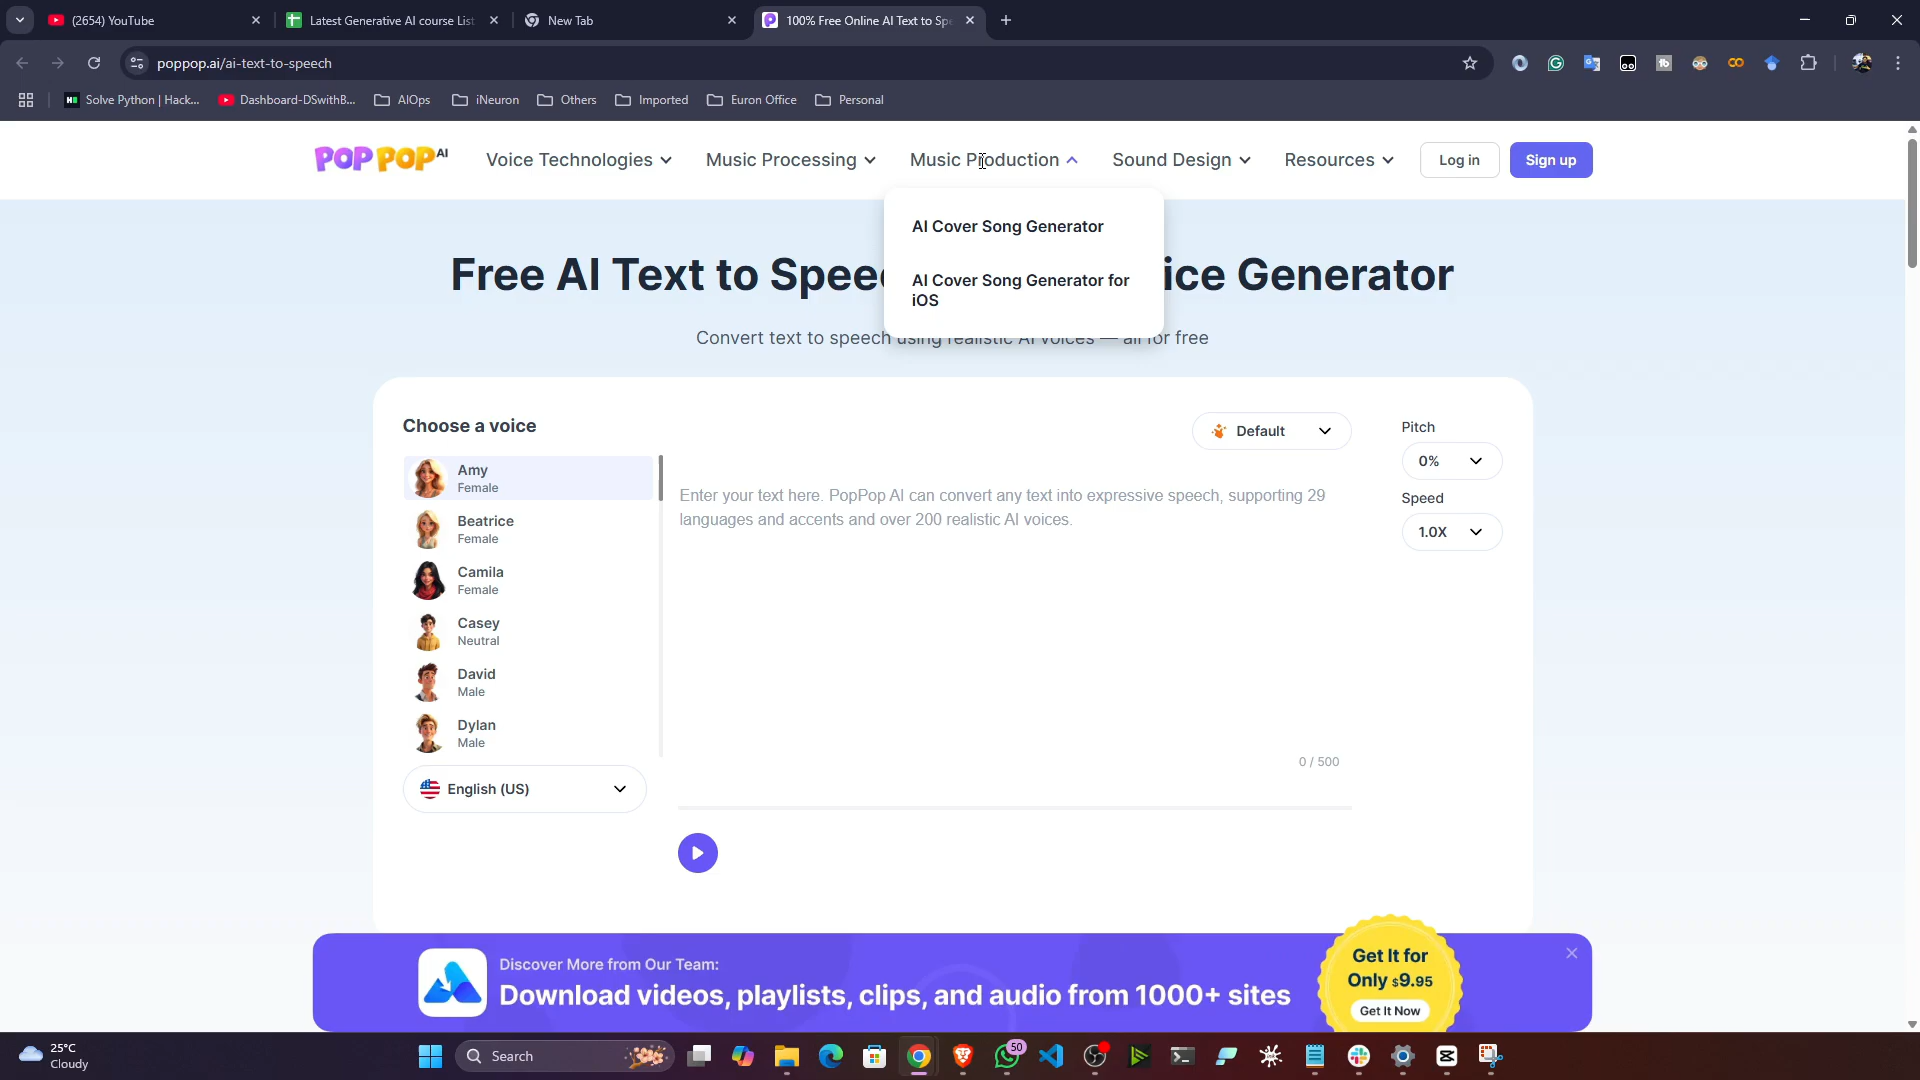 (2654) YouTube
Latest Generative AI course List
New Tab
100% Free Online AI Text to Spe
poppop.ai/ai-text-to-speech
Solve Python | Hack...
Dashboard-DSwithB...
AIOps
iNeuron
Others
Imported
Euron Office
Personal
POP POP AI
Voice Technologies
Music Processing
Music Production
Sound Design
Resources
Log in
Sign up
AI Cover Song Generator
AI Cover Song Generator for
iOS
Free AI Text to Spee ice Generator
Convert text to speech using realistic AI voices — all for free
Choose a voice
Default
Pitch
0%
Speed
1.0X
Amy
Female
Beatrice
Female
Camila
Female
Casey
Neutral
David
Male
Dylan
Male
English (US)
Enter your text here. PopPop AI can convert any text into expressive speech, supporting 29
languages and accents and over 200 realistic AI voices.
0 / 500
Discover More from Our Team:
Download videos, playlists, clips, and audio from 1000+ sites
Get It for
Only $9.95
Get It Now
25°C
Cloudy
Search
50